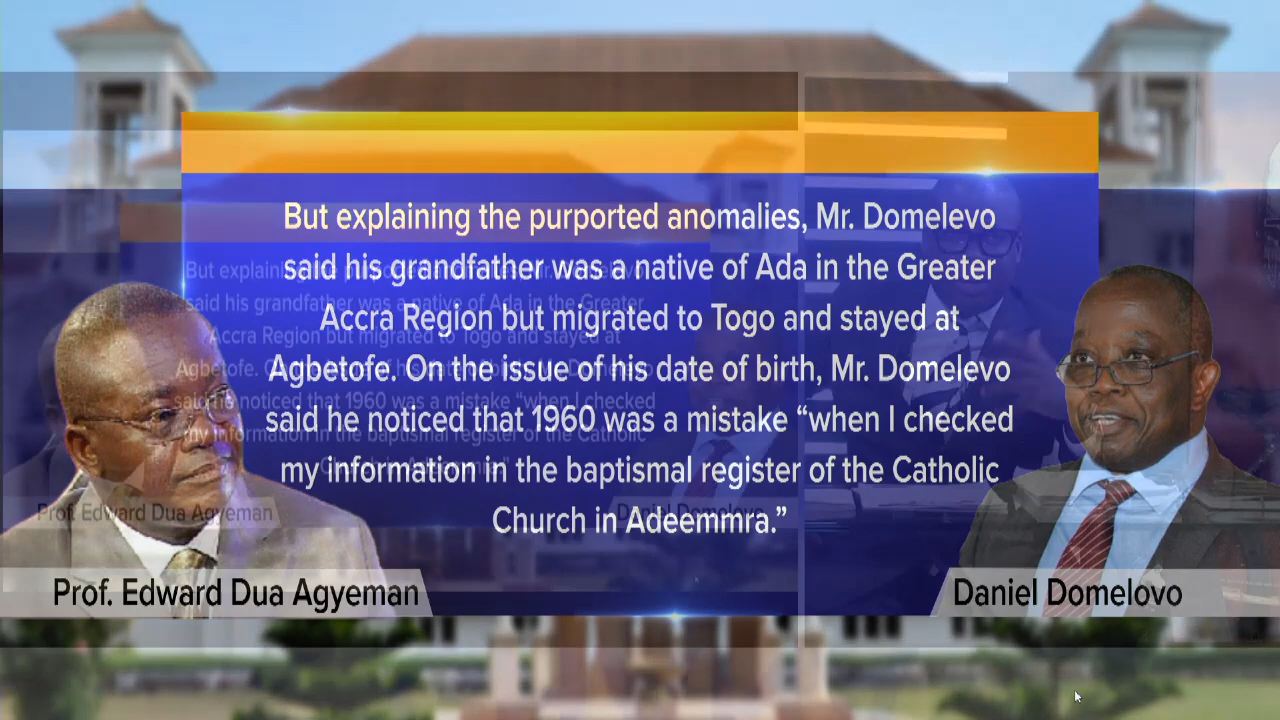 But explaining the purported anomalies, Mr. Domelevo
said his grandfather was a native of Ada in the Greater
Accra Region but migrated to Togo and stayed at
Agbetofe. On the issue of his date of birth, Mr. Domelevo
said he noticed that 1960 was a mistake “when I checked
my information in the baptismal register of the Catholic
Church in Adeemmra.”
Prof. Edward Dua Agyeman
Daniel Domelovo